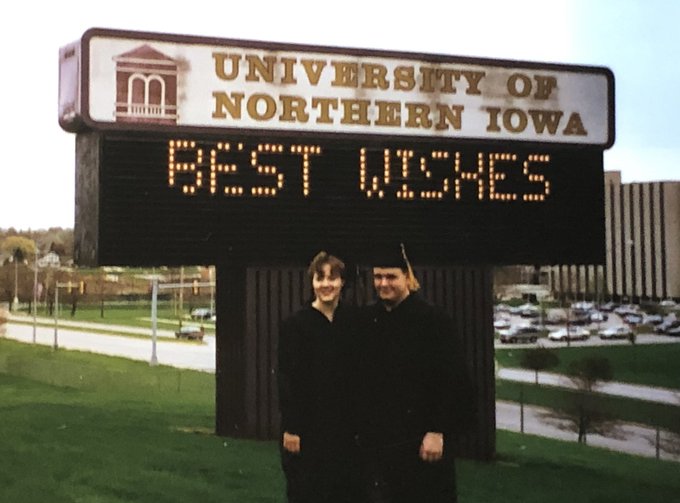 UNIVERSITY OF
NORTHERN IOWA
BEST WISHES